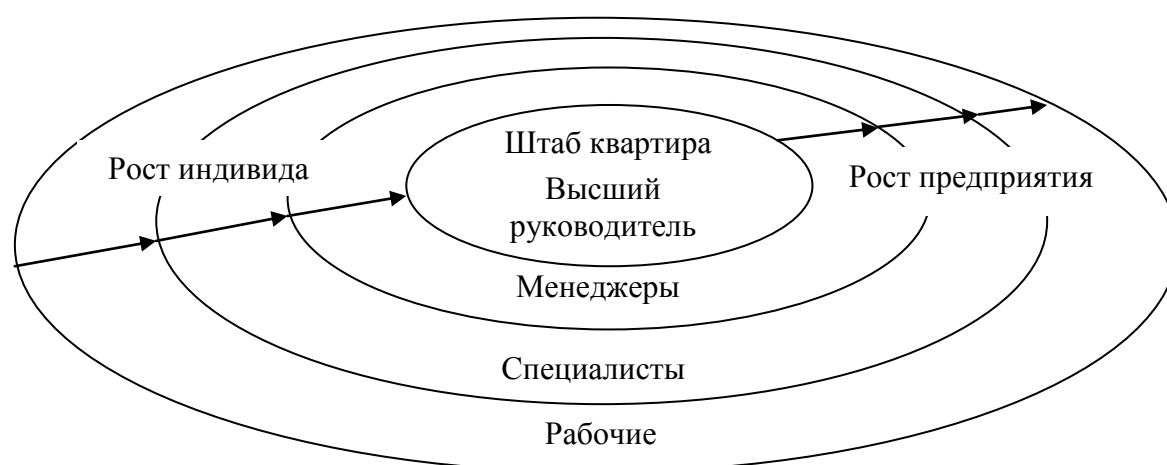 Штаб квартира
Рост индивида
Рост предприятия
Высший
руководитель
Менеджеры
Специалисты
Рабочие